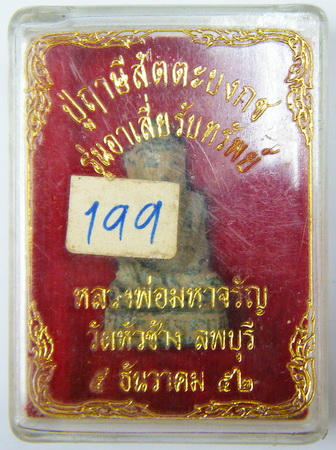 ปู่ฤาษีสัตตะบงกช
รุ่นอาเสี่ยรับทรัพย์
199
หลวงพ่อมหาจรัญ
วัดหัวช้าง ลพบุรี
๕ ธันวาคม ๕๒